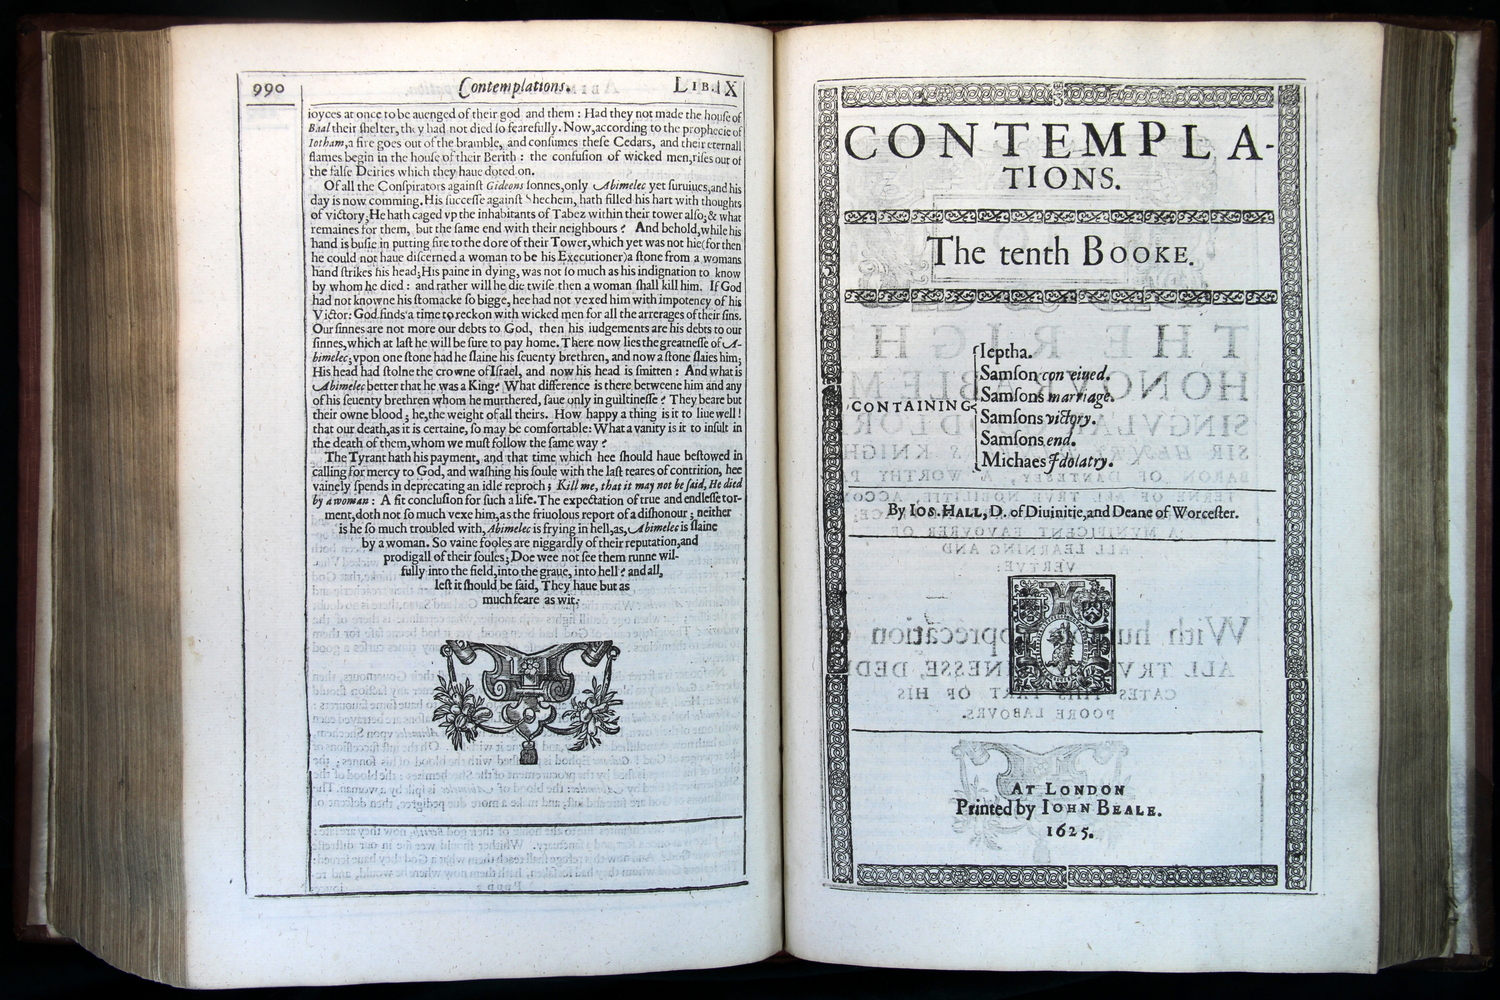 990
Contemplations.
LIB. IX
ioyces at once to be auenged of their god and them : Had they not made the houſe of
Baal their ſhelter, they had not died ſo fearefully. Now, according to the prophecie of
Iotham, a fire goes out of the bramble, and conſumes theſe Cedars, and their eternall
flames begin in the houſe of their Berith : the confuſion of wicked men, riſes out of
the falſe Deities which they haue doted on.
Of all the Conſpirators againſt Gideons ſonnes, only Abimelec yet ſuruiues, and his
day is now comming. His ſucceſſe againſt Shechem, hath filled his hart with thoughts
of victory; He hath caged vp the inhabitants of Tabez within their tower alſo; & what
remaines for them, but the ſame end with their neighbours ? And behold, while his
hand is buſie in putting fire to the dore of their Tower, which yet was not hie (for then
he could not haue diſcerned a woman to be his Executioner) a ſtone from a womans
hand ſtrikes his head; His paine in dying, was not ſo much as his indignation to know
by whom he died : and rather will he die twiſe then a woman ſhall kill him. If God
had not knowne his ſtomacke ſo bigge, hee had not vexed him with impotency of his
Victor: God finds a time to reckon with wicked men for all the arrerages of their ſins.
Our ſinnes are not more our debts to God, then his iudgements are his debts to our
ſinnes, which at laſt he will be ſure to pay home. There now lies the greatneſſe of A-
bimelec; vpon one ſtone had he ſlaine his ſeuenty brethren, and now a ſtone ſlaies him;
His head had ſtolne the crowne of Iſrael, and now his head is ſmitten : And what is
Abimelec better that he was a King? What difference is there betweene him and any
of his ſeuenty brethren whom he murthered, ſaue only in guiltineſſe ? They beare but
their owne blood; he, the weight of all theirs. How happy a thing is it to liue well !
that our death, as it is certaine, ſo may be comfortable: What a vanity is it to inſult in
the death of them, whom we muſt follow the ſame way ?
The Tyrant hath his payment, and that time which hee ſhould haue beſtowed in
calling for mercy to God, and waſhing his ſoule with the laſt teares of contrition, hee
vainely ſpends in deprecating an idle reproch; Kill me, that it may not be ſaid, He died
by a woman : A fit concluſion for ſuch a life. The expectation of true and endleſſe tor-
ment, doth not ſo much vexe him, as the friuolous report of a diſhonour; neither
is he ſo much troubled with, Abimelec is frying in hell, as, Abimelec is ſlaine
by a woman. So vaine fooles are niggardly of their reputation, and
prodigall of their ſoules; Doe wee not ſee them runne wil-
fully into the field, into the graue, into hell ? and all,
leſt it ſhould be ſaid, They haue but as
much feare as wit.
CONTEMPLA-
TIONS.
The tenth BOOKE.
CONTAINING
Ieptha.
Samſon conceiued.
Samſons marriage.
Samſons victory.
Samſons end.
Michaes Idolatry.
By IOS. HALL, D. of Diuinitie, and Deane of Worceſter.
AT LONDON
Printed by IOHN BEALE.
1625.